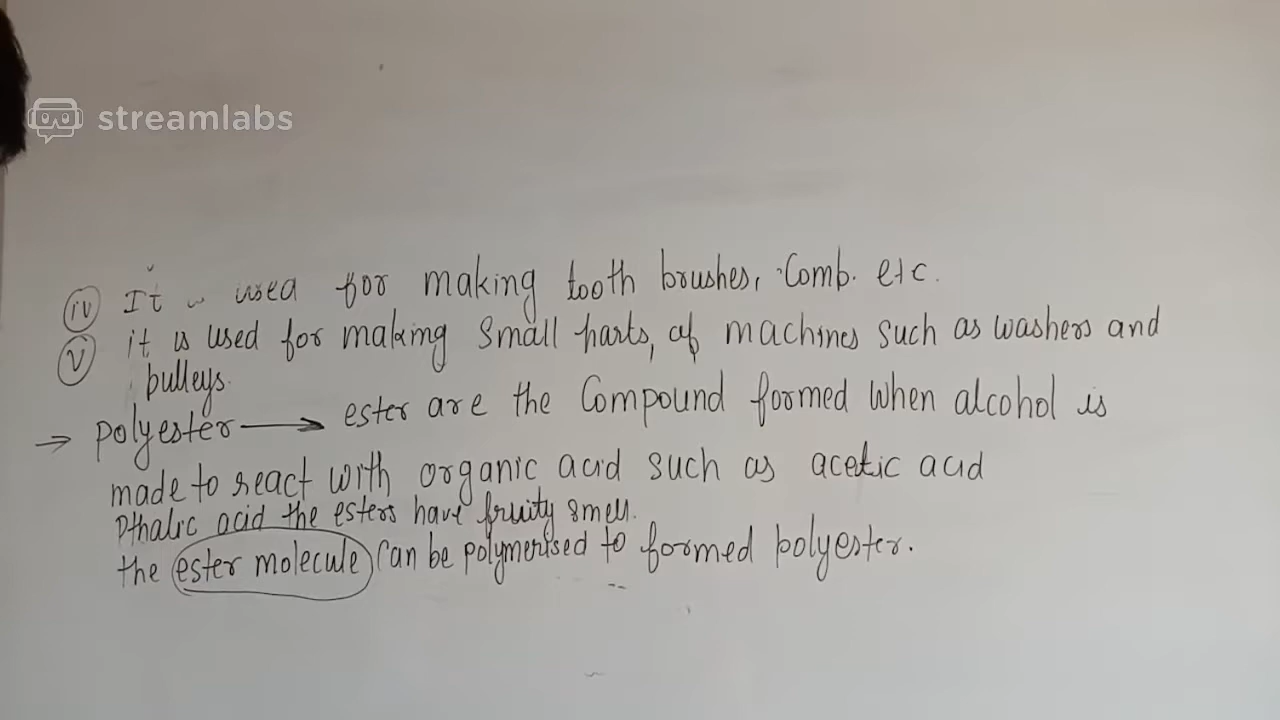 streamlabs
iv It is used for making tooth brushes, Comb. etc.
v it is used for making small parts, of machines such as washers and
pulleys.
→ polyester → ester are the Compound formed when alcohol is
made to react with organic acid such as acetic acid
Pthalic acid the esters have fruity smell.
the ester molecule can be polymerised to formed polyester.